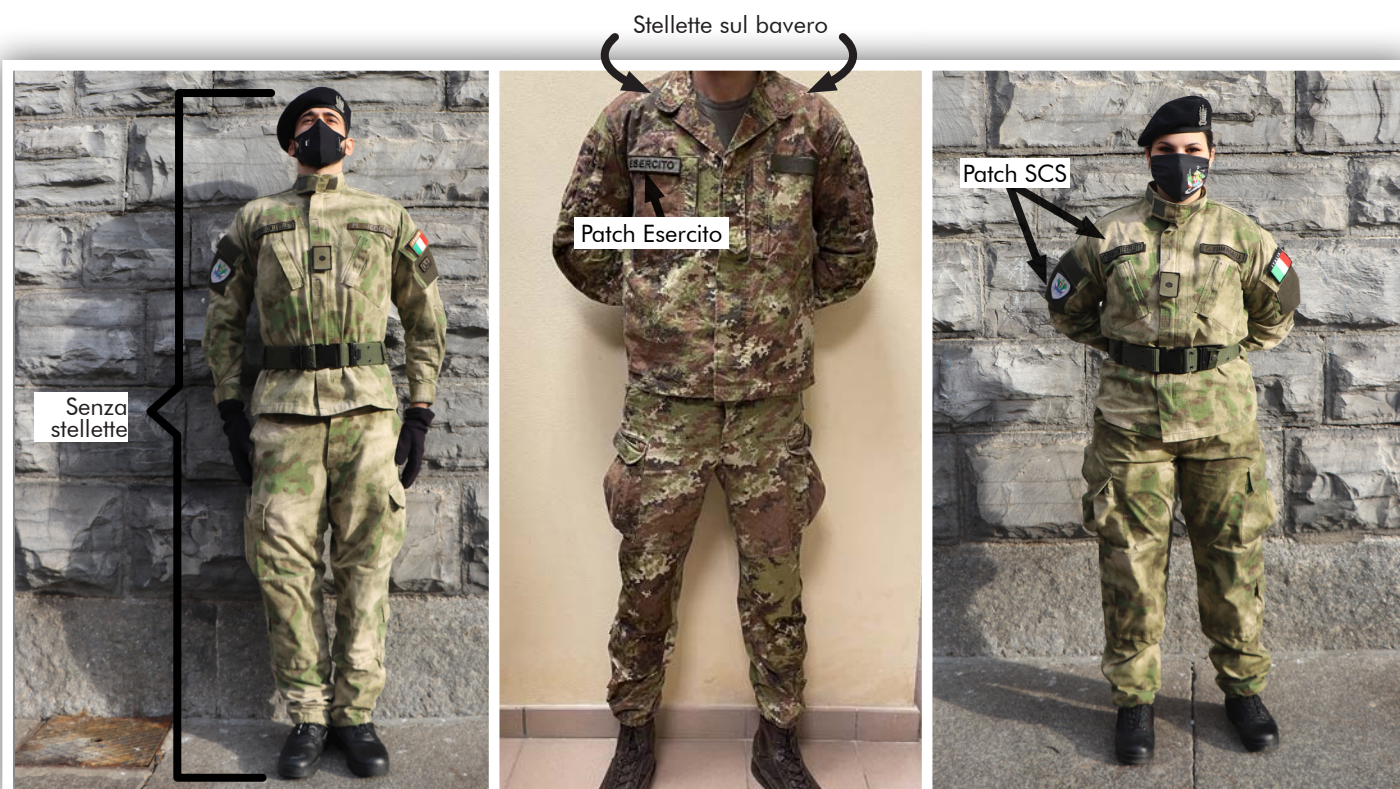 Stellette sul bavero
Patch SCS
ESERCITO
Patch Esercito
Senza
stellette